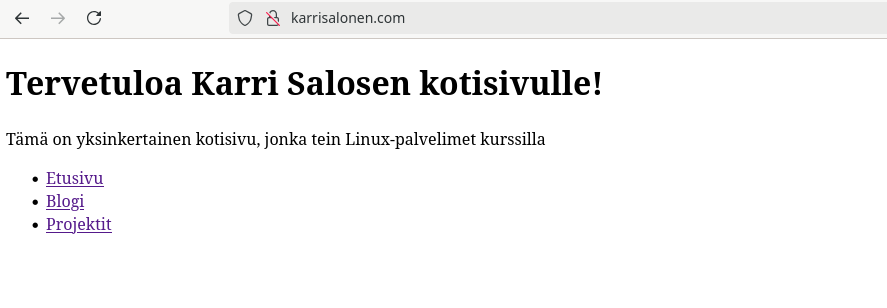 karrisalonen.com
Tervetuloa Karri Salosen kotisivulle!
Tämä on yksinkertainen kotisivu, jonka tein Linux-palvelimet kurssilla
Etusivu
Blogi
Projektit